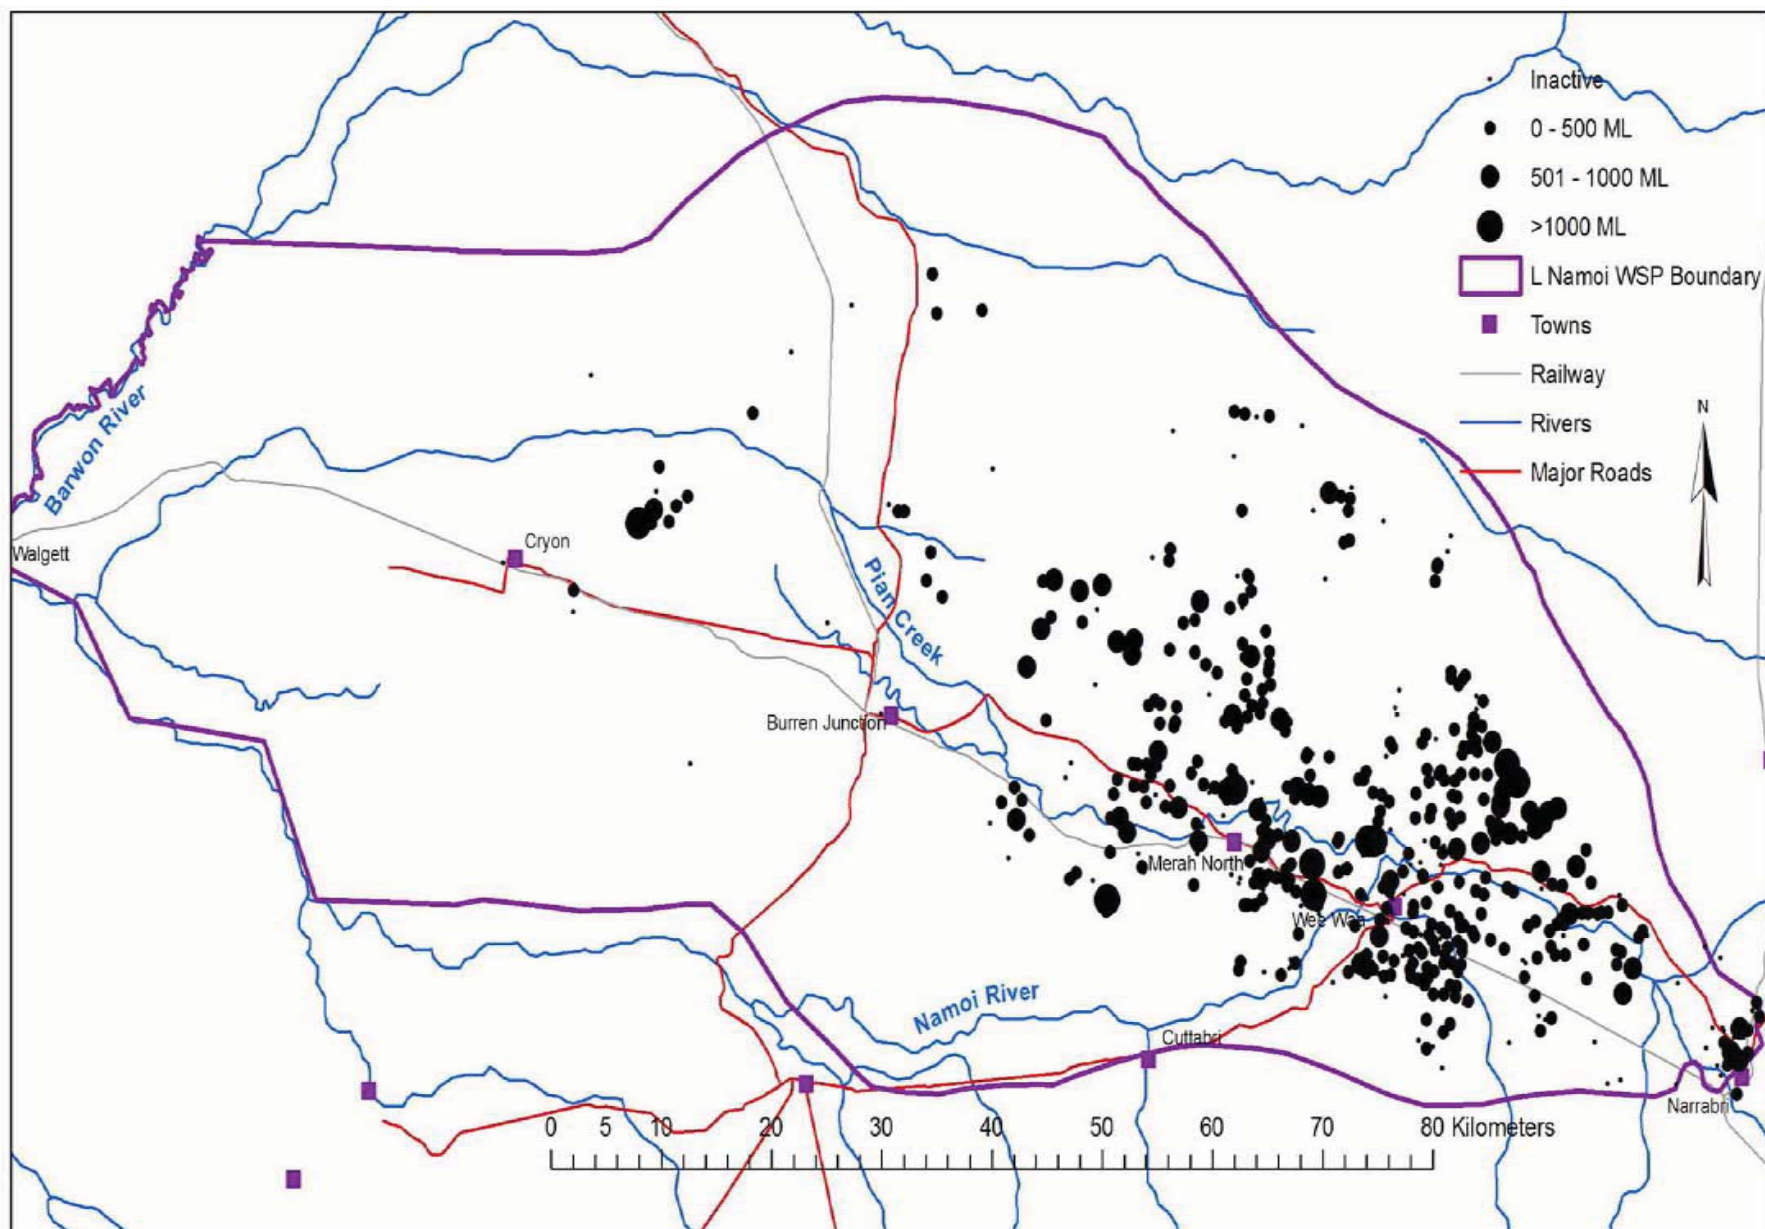 Inactive
0 - 500 ML
501 - 1000 ML
>1000 ML
L Namoi WSP Boundary
Towns
Railway
Rivers
Major Roads
N
Barwon River
Walgett
Cryon
Pian Creek
Burren Junction
Merah North
Wee Waa
Namoi River
Cuttabri
Narrabri
0 5 10 20 30 40 50 60 70 80 Kilometers